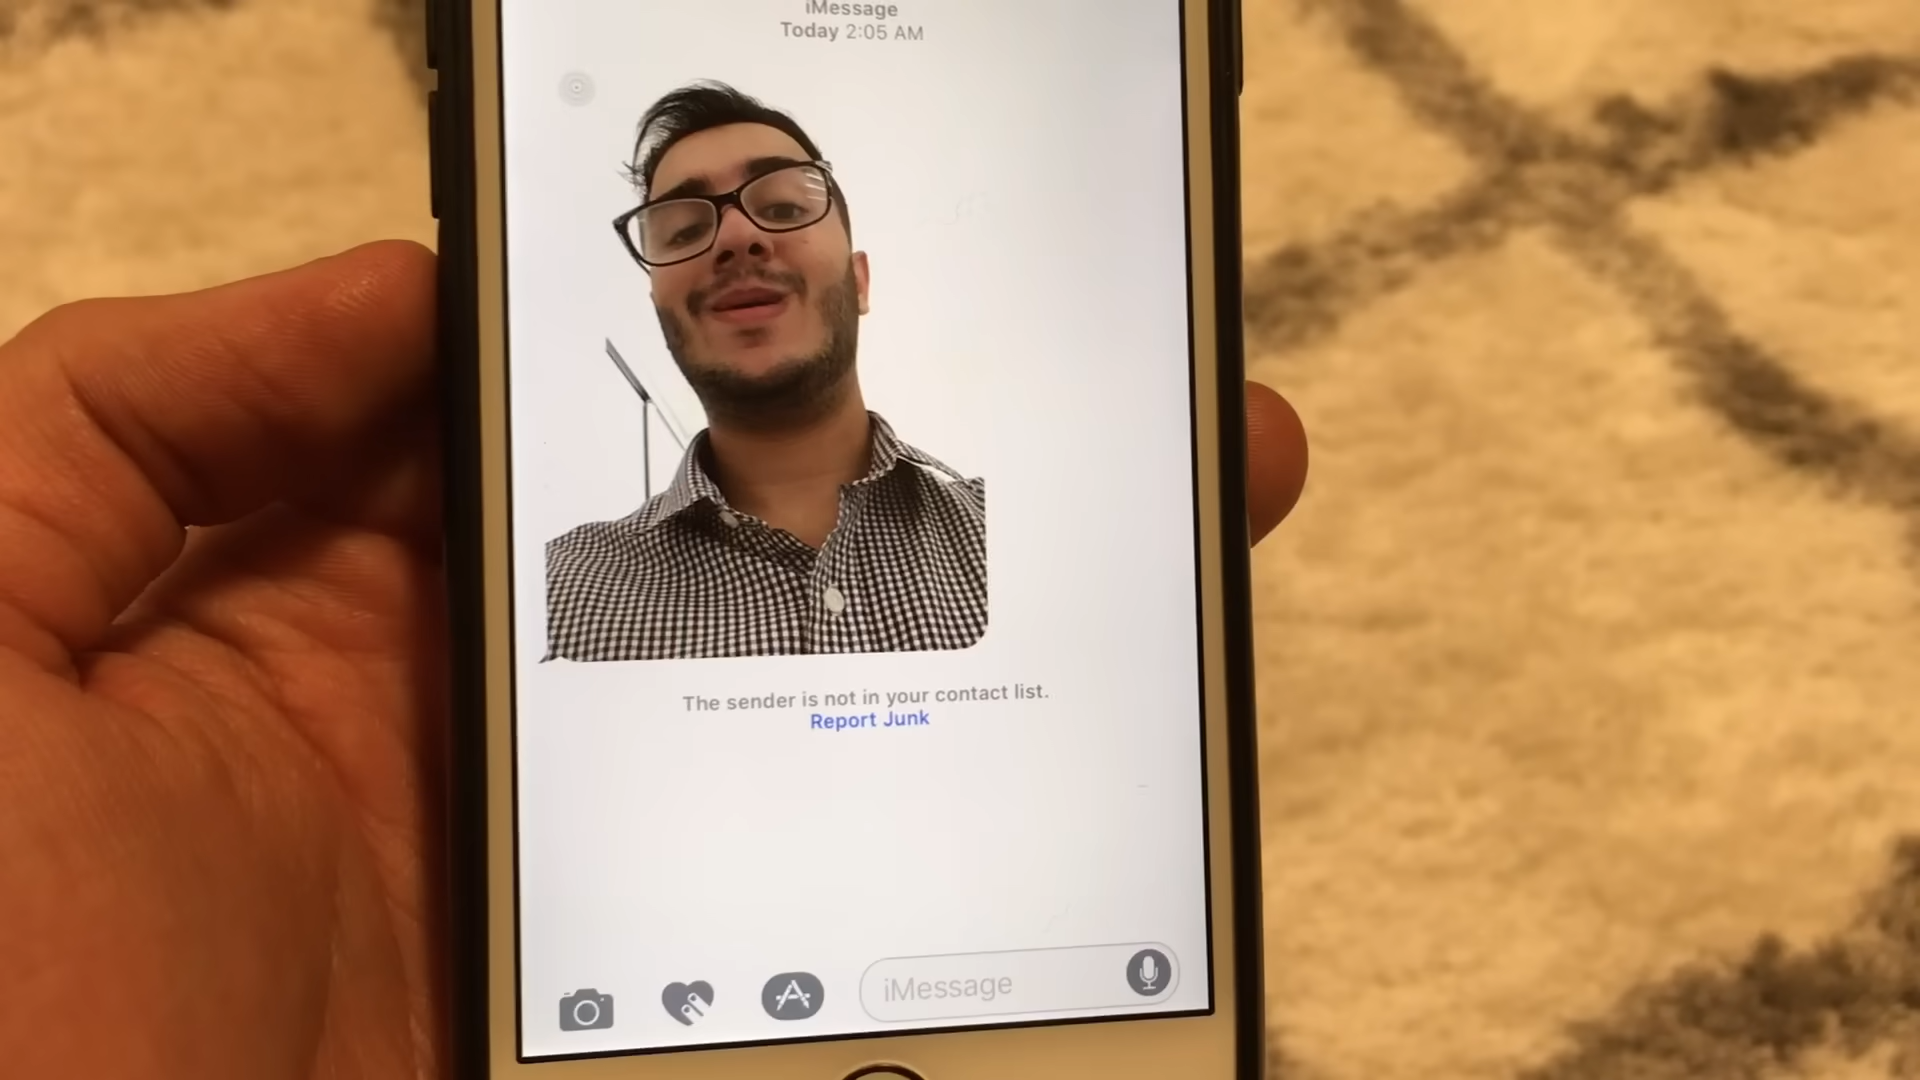 iMessage
Today 2:05 AM
The sender is not in your contact list.
Report Junk
iMessage